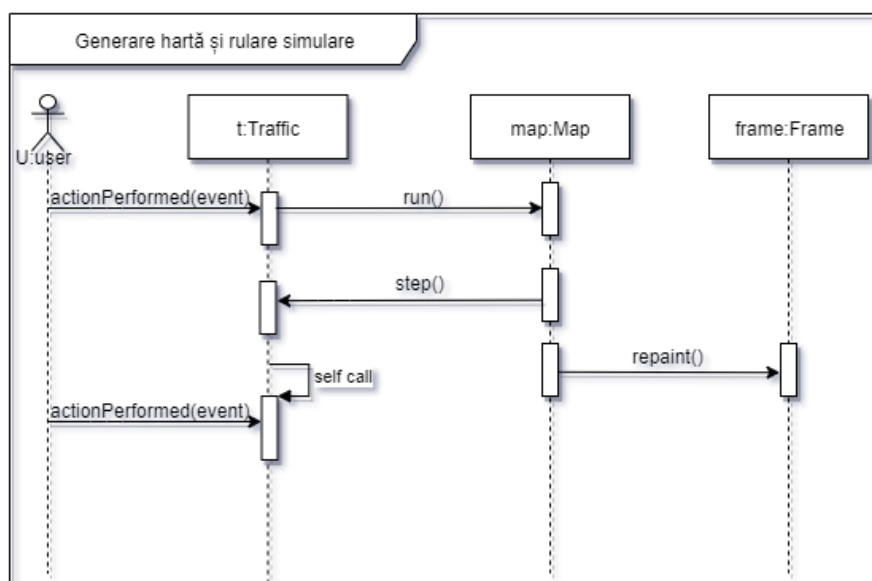 Generare hartă și rulare simulare
t:Traffic
map:Map
frame:Frame
U:user
actionPerformed(event)
run()
step()
repaint()
self call
actionPerformed(event)